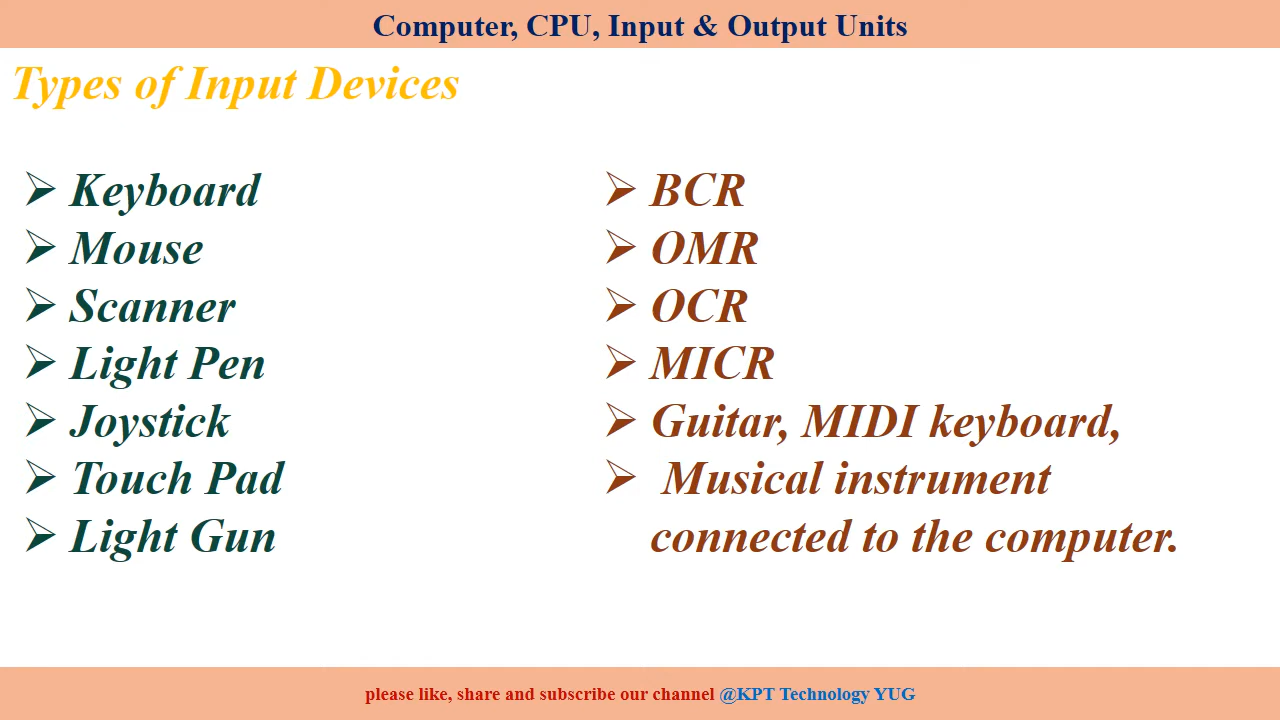 Computer, CPU, Input & Output Units
Types of Input Devices
➢ Keyboard
➢ Mouse
➢ Scanner
➢ Light Pen
➢ Joystick
➢ Touch Pad
➢ Light Gun
➢ BCR
➢ OMR
➢ OCR
➢ MICR
➢ Guitar, MIDI keyboard,
➢ Musical instrument
connected to the computer.
please like, share and subscribe our channel @KPT Technology YUG